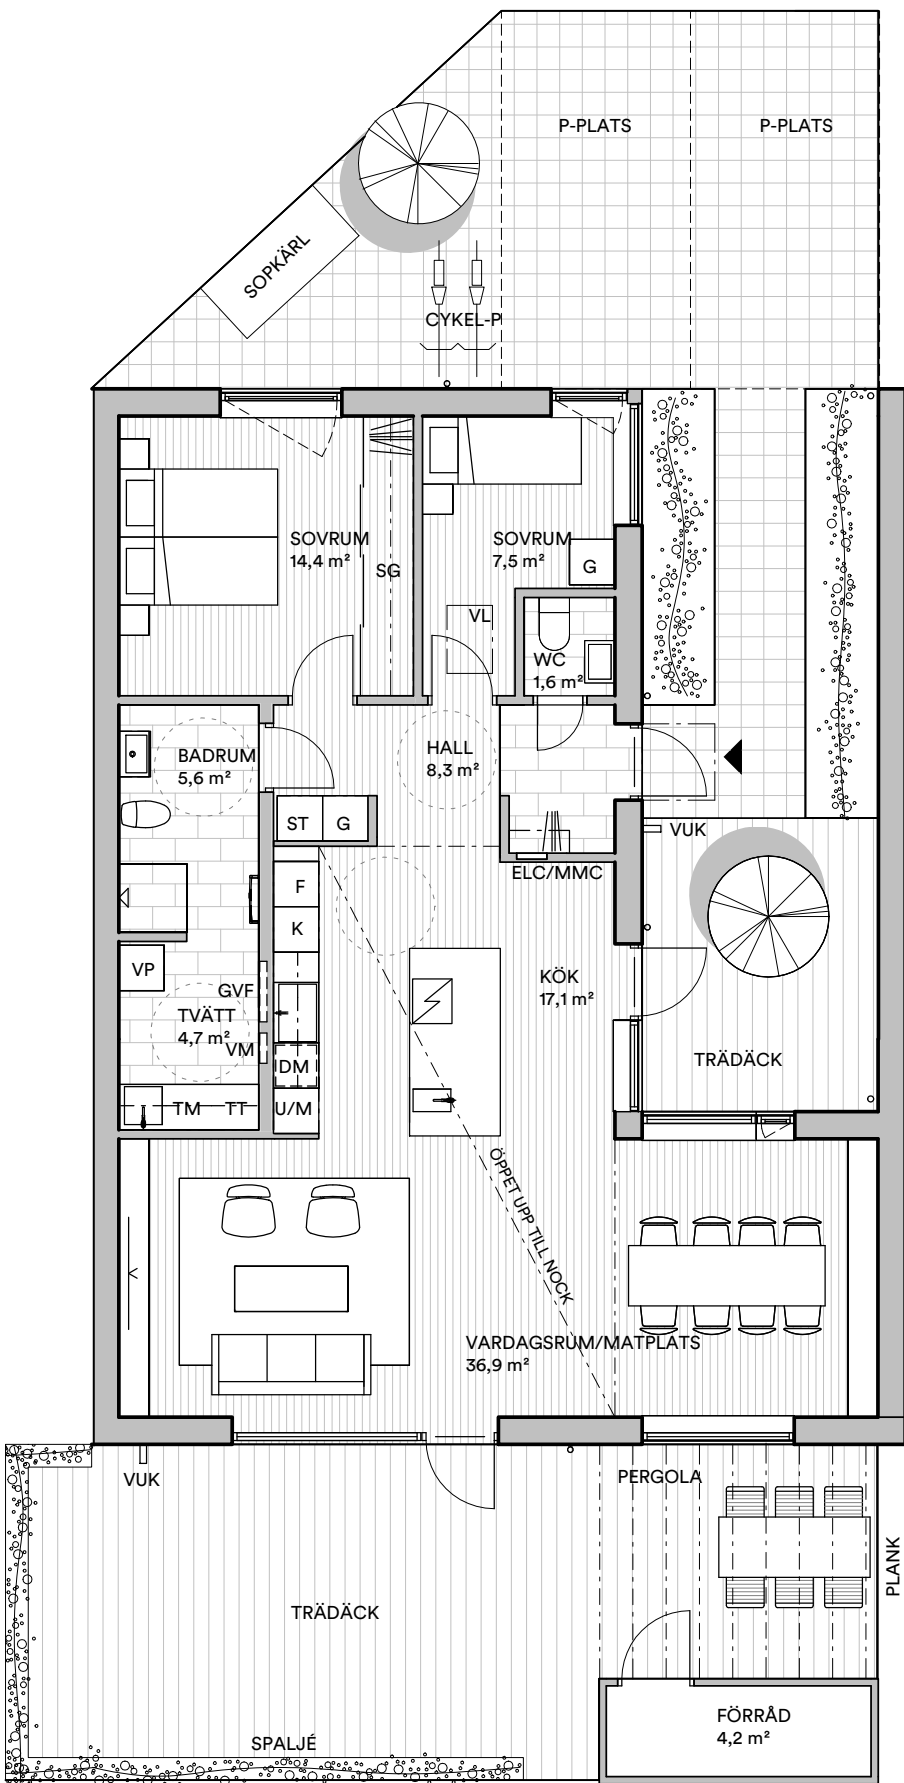 P-PLATS
P-PLATS
SOPKÄRL
CYKEL-P
SOVRUM
14,4 m²
SG
SOVRUM
7,5 m²
G
VL
WC
1,6 m²
BADRUM
5,6 m²
HALL
8,3 m²
ST
G
VUK
ELC/MMC
F
K
VP
GVF
TVÄTT
4,7 m²
VM
KÖK
17,1 m²
DM
TRÄDÄCK
TM
TT
U/M
ÖPPET UPP TILL NOCK
VARDAGSRUM/MATPLATS
36,9 m²
VUK
PERGOLA
PLANK
TRÄDÄCK
FÖRRÅD
4,2 m²
SPALJÉ